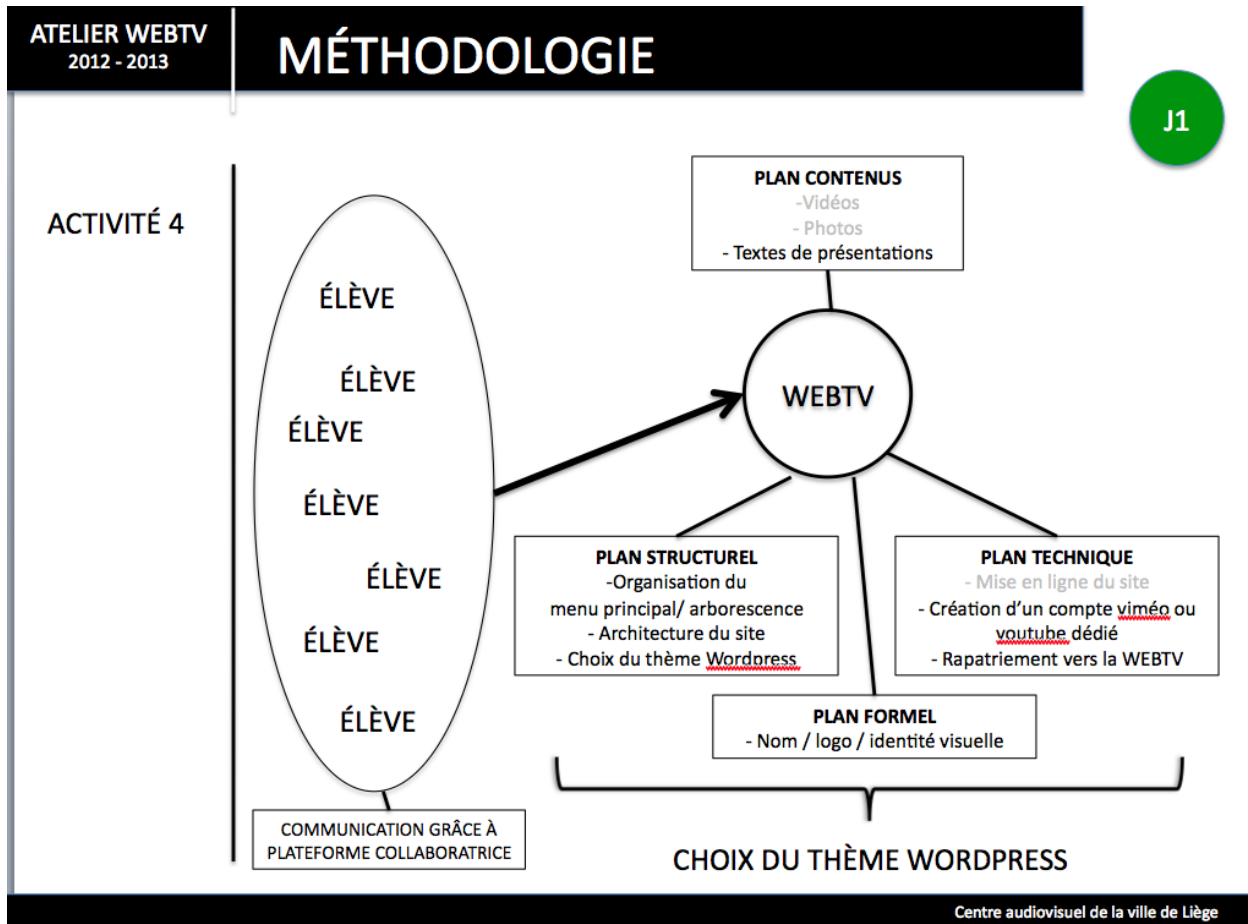 ATELIER WEBTV
2012 - 2013
MÉTHODOLOGIE
J1
ACTIVITÉ 4
ÉLÈVE
ÉLÈVE
ÉLÈVE
ÉLÈVE
ÉLÈVE
ÉLÈVE
ÉLÈVE
COMMUNICATION GRÂCE À
PLATEFORME COLLABORATRICE
PLAN CONTENUS
-Vidéos
- Photos
- Textes de présentations
WEBTV
PLAN STRUCTUREL
-Organisation du
menu principal/ arborescence
- Architecture du site
- Choix du thème Wordpress
PLAN TECHNIQUE
- Mise en ligne du site
- Création d'un compte viméo ou
youtube dédié
- Rapatriement vers la WEBTV
PLAN FORMEL
- Nom / logo / identité visuelle
CHOIX DU THÈME WORDPRESS
Centre audiovisuel de la ville de Liège